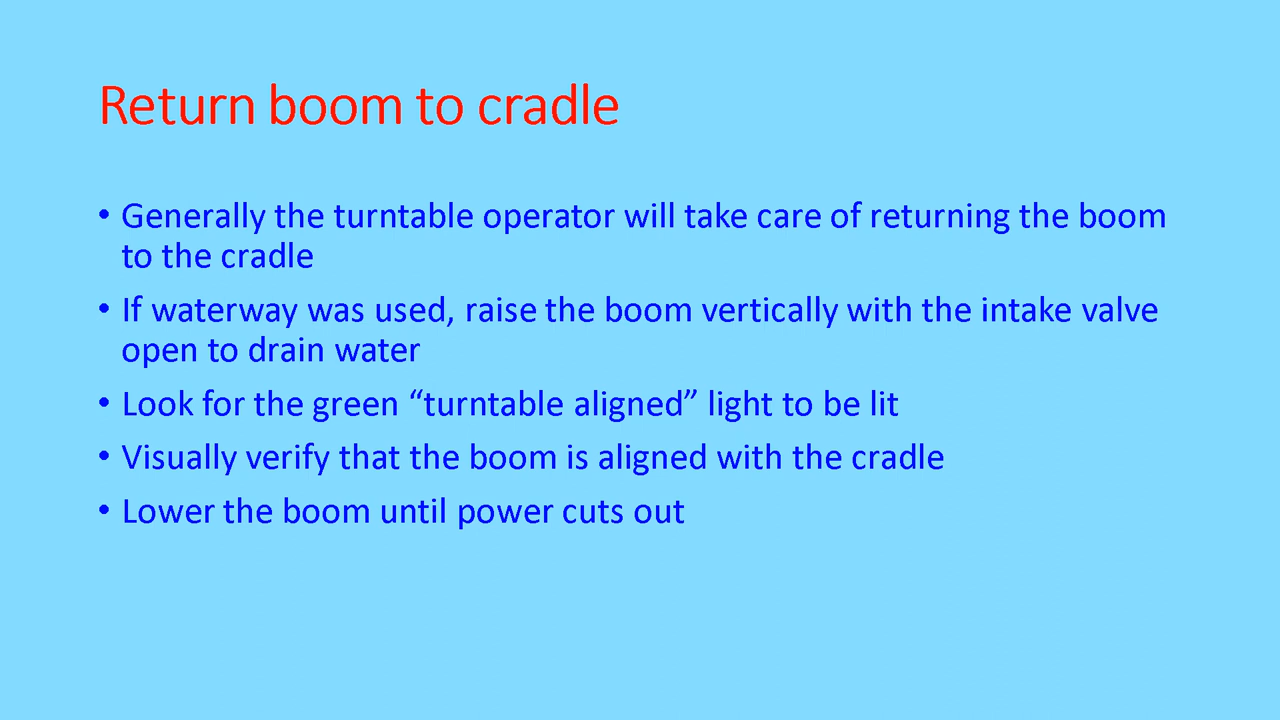 Return boom to cradle
• Generally the turntable operator will take care of returning the boom
to the cradle
• If waterway was used, raise the boom vertically with the intake valve
open to drain water
• Look for the green “turntable aligned” light to be lit
• Visually verify that the boom is aligned with the cradle
• Lower the boom until power cuts out